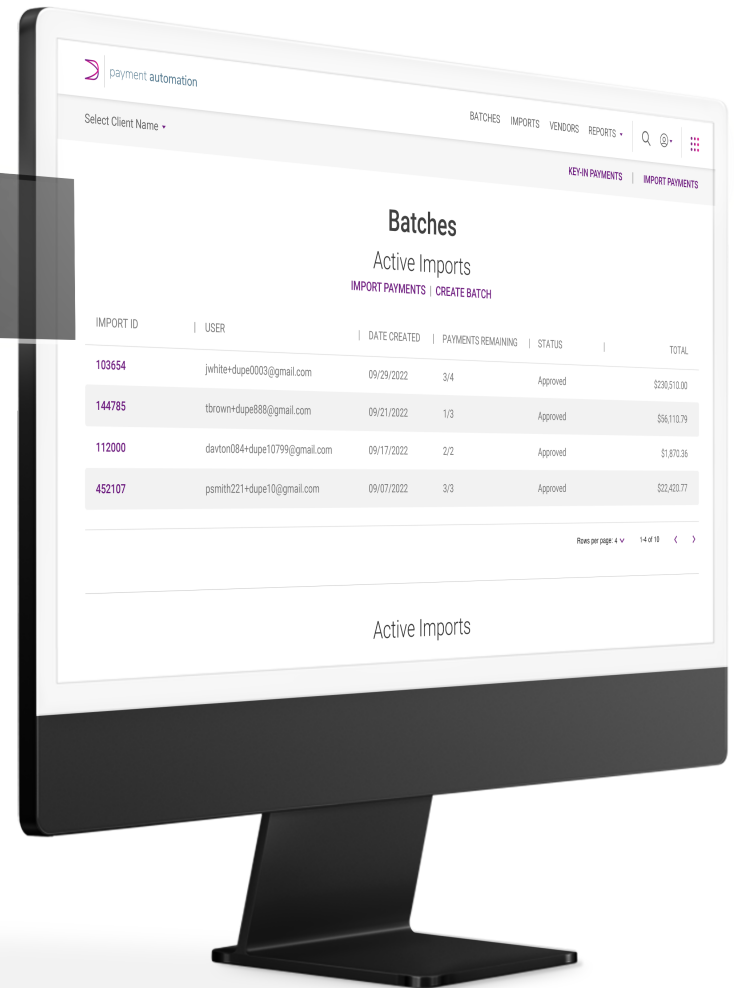 payment automation
BATCHES IMPORTS VENDORS REPORTS
Select Client Name
KEY-IN PAYMENTS | IMPORT PAYMENTS
Batches
Active Imports
IMPORT PAYMENTS | CREATE BATCH
IMPORT ID | USER | DATE CREATED | PAYMENTS REMAINING | STATUS | TOTAL
103654 jwhite+dupe0003@gmail.com 09/29/2022 3/4 Approved $230,510.00
144785 tbrown+dupe888@gmail.com 09/21/2022 1/3 Approved $56,110.79
112000 davton084+dupe10799@gmail.com 09/17/2022 2/2 Approved $1,870.36
452107 psmith221+dupe10@gmail.com 09/07/2022 3/3 Approved $22,420.77
Rows per page: 4 1-4 of 10
Active Imports